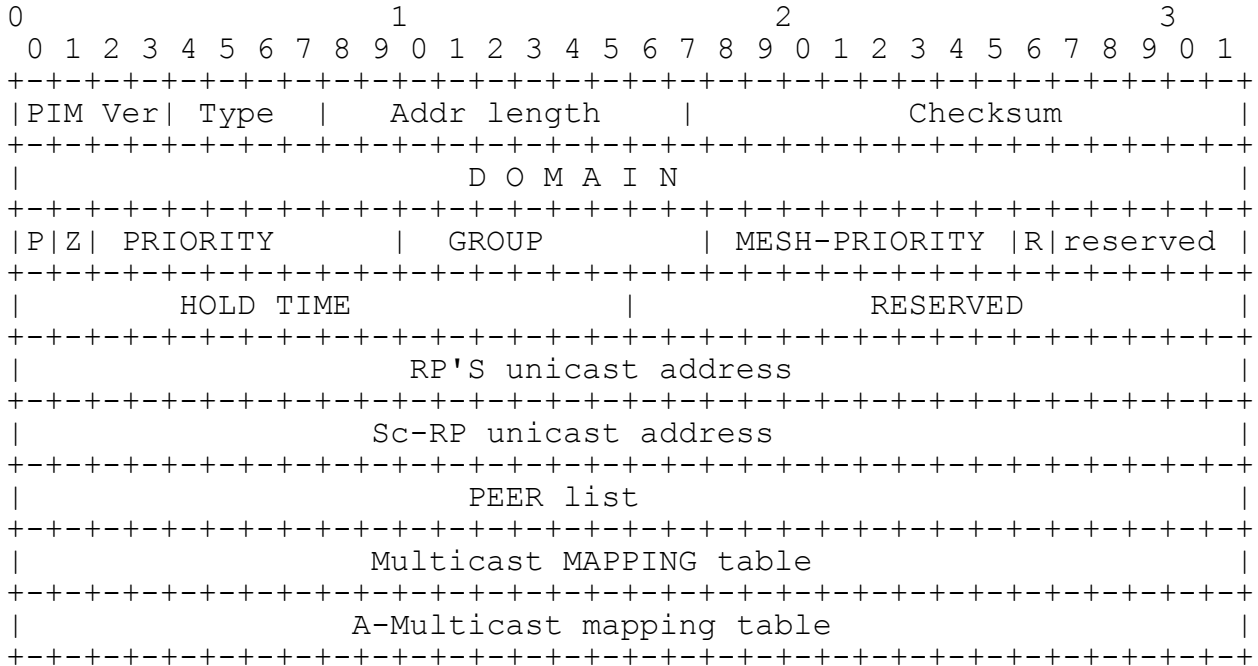 0                   1                   2                   3
 0 1 2 3 4 5 6 7 8 9 0 1 2 3 4 5 6 7 8 9 0 1 2 3 4 5 6 7 8 9 0 1
+-+-+-+-+-+-+-+-+-+-+-+-+-+-+-+-+-+-+-+-+-+-+-+-+-+-+-+-+-+-+-+-+
|PIM Ver| Type  |   Addr length   |           Checksum         |
+-+-+-+-+-+-+-+-+-+-+-+-+-+-+-+-+-+-+-+-+-+-+-+-+-+-+-+-+-+-+-+-+
|                       D O M A I N                             |
+-+-+-+-+-+-+-+-+-+-+-+-+-+-+-+-+-+-+-+-+-+-+-+-+-+-+-+-+-+-+-+-+
|P|Z| PRIORITY      |  GROUP        | MESH-PRIORITY |R|reserved |
+-+-+-+-+-+-+-+-+-+-+-+-+-+-+-+-+-+-+-+-+-+-+-+-+-+-+-+-+-+-+-+-+
|        HOLD TIME              |            RESERVED           |
+-+-+-+-+-+-+-+-+-+-+-+-+-+-+-+-+-+-+-+-+-+-+-+-+-+-+-+-+-+-+-+-+
|                    RP'S unicast address                       |
+-+-+-+-+-+-+-+-+-+-+-+-+-+-+-+-+-+-+-+-+-+-+-+-+-+-+-+-+-+-+-+-+
|                  Sc-RP unicast address                        |
+-+-+-+-+-+-+-+-+-+-+-+-+-+-+-+-+-+-+-+-+-+-+-+-+-+-+-+-+-+-+-+-+
|                       PEER list                               |
+-+-+-+-+-+-+-+-+-+-+-+-+-+-+-+-+-+-+-+-+-+-+-+-+-+-+-+-+-+-+-+-+
|                  Multicast MAPPING table                      |
+-+-+-+-+-+-+-+-+-+-+-+-+-+-+-+-+-+-+-+-+-+-+-+-+-+-+-+-+-+-+-+-+
|                 A-Multicast mapping table                     |
+-+-+-+-+-+-+-+-+-+-+-+-+-+-+-+-+-+-+-+-+-+-+-+-+-+-+-+-+-+-+-+-+